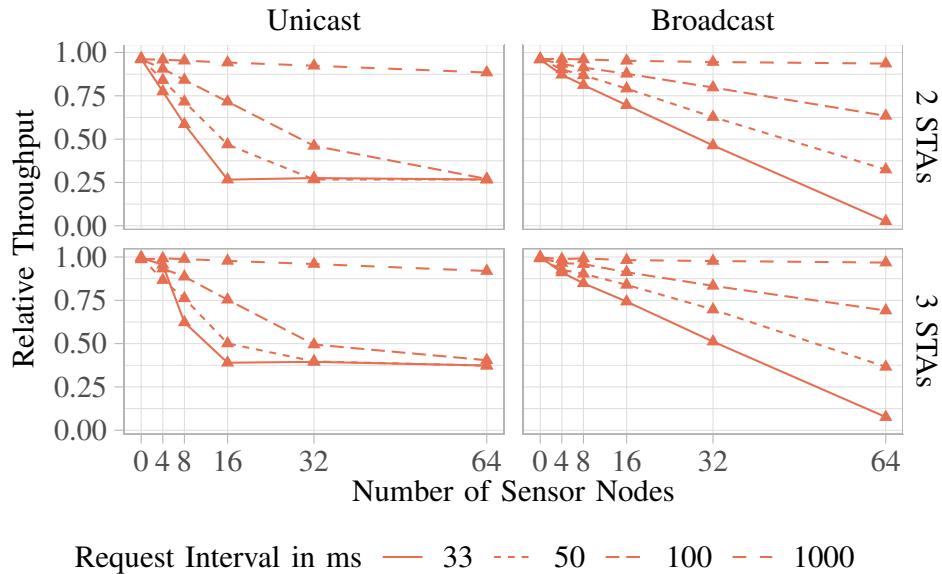 Unicast Broadcast
1.00
0.75
0.50
0.25
0.00
2 STAs
Relative Throughput
1.00
0.75
0.50
0.25
0.00
3 STAs
0 4 8 16 32 64 0 4 8 16 32 64
Number of Sensor Nodes
Request Interval in ms 33 50 100 1000